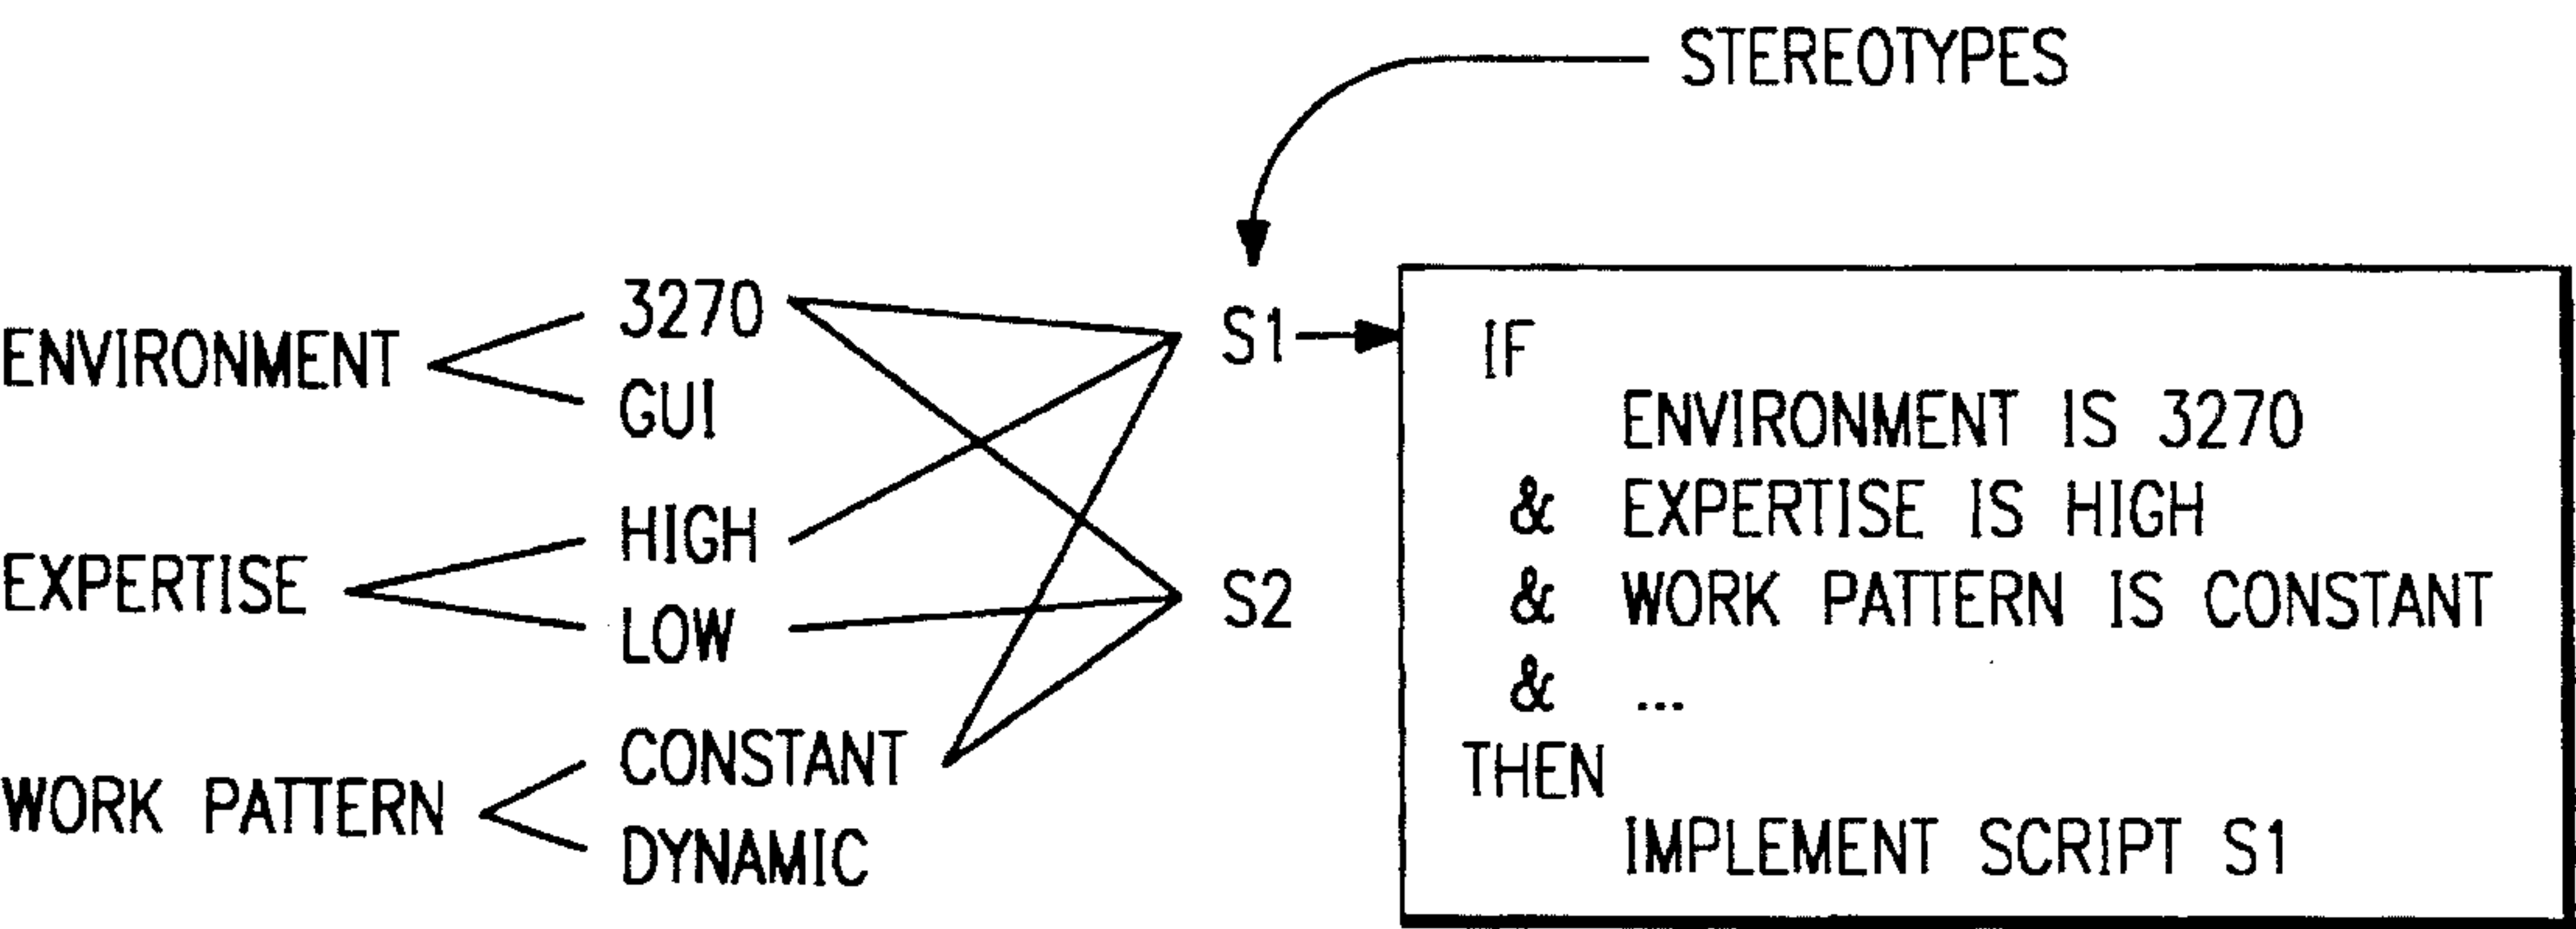 STEREOTYPES
ENVIRONMENT
3270
GUI
EXPERTISE
HIGH
LOW
WORK PATTERN
CONSTANT
DYNAMIC
S1
S2
IF
ENVIRONMENT IS 3270
& EXPERTISE IS HIGH
& WORK PATTERN IS CONSTANT
& ...
THEN
IMPLEMENT SCRIPT S1